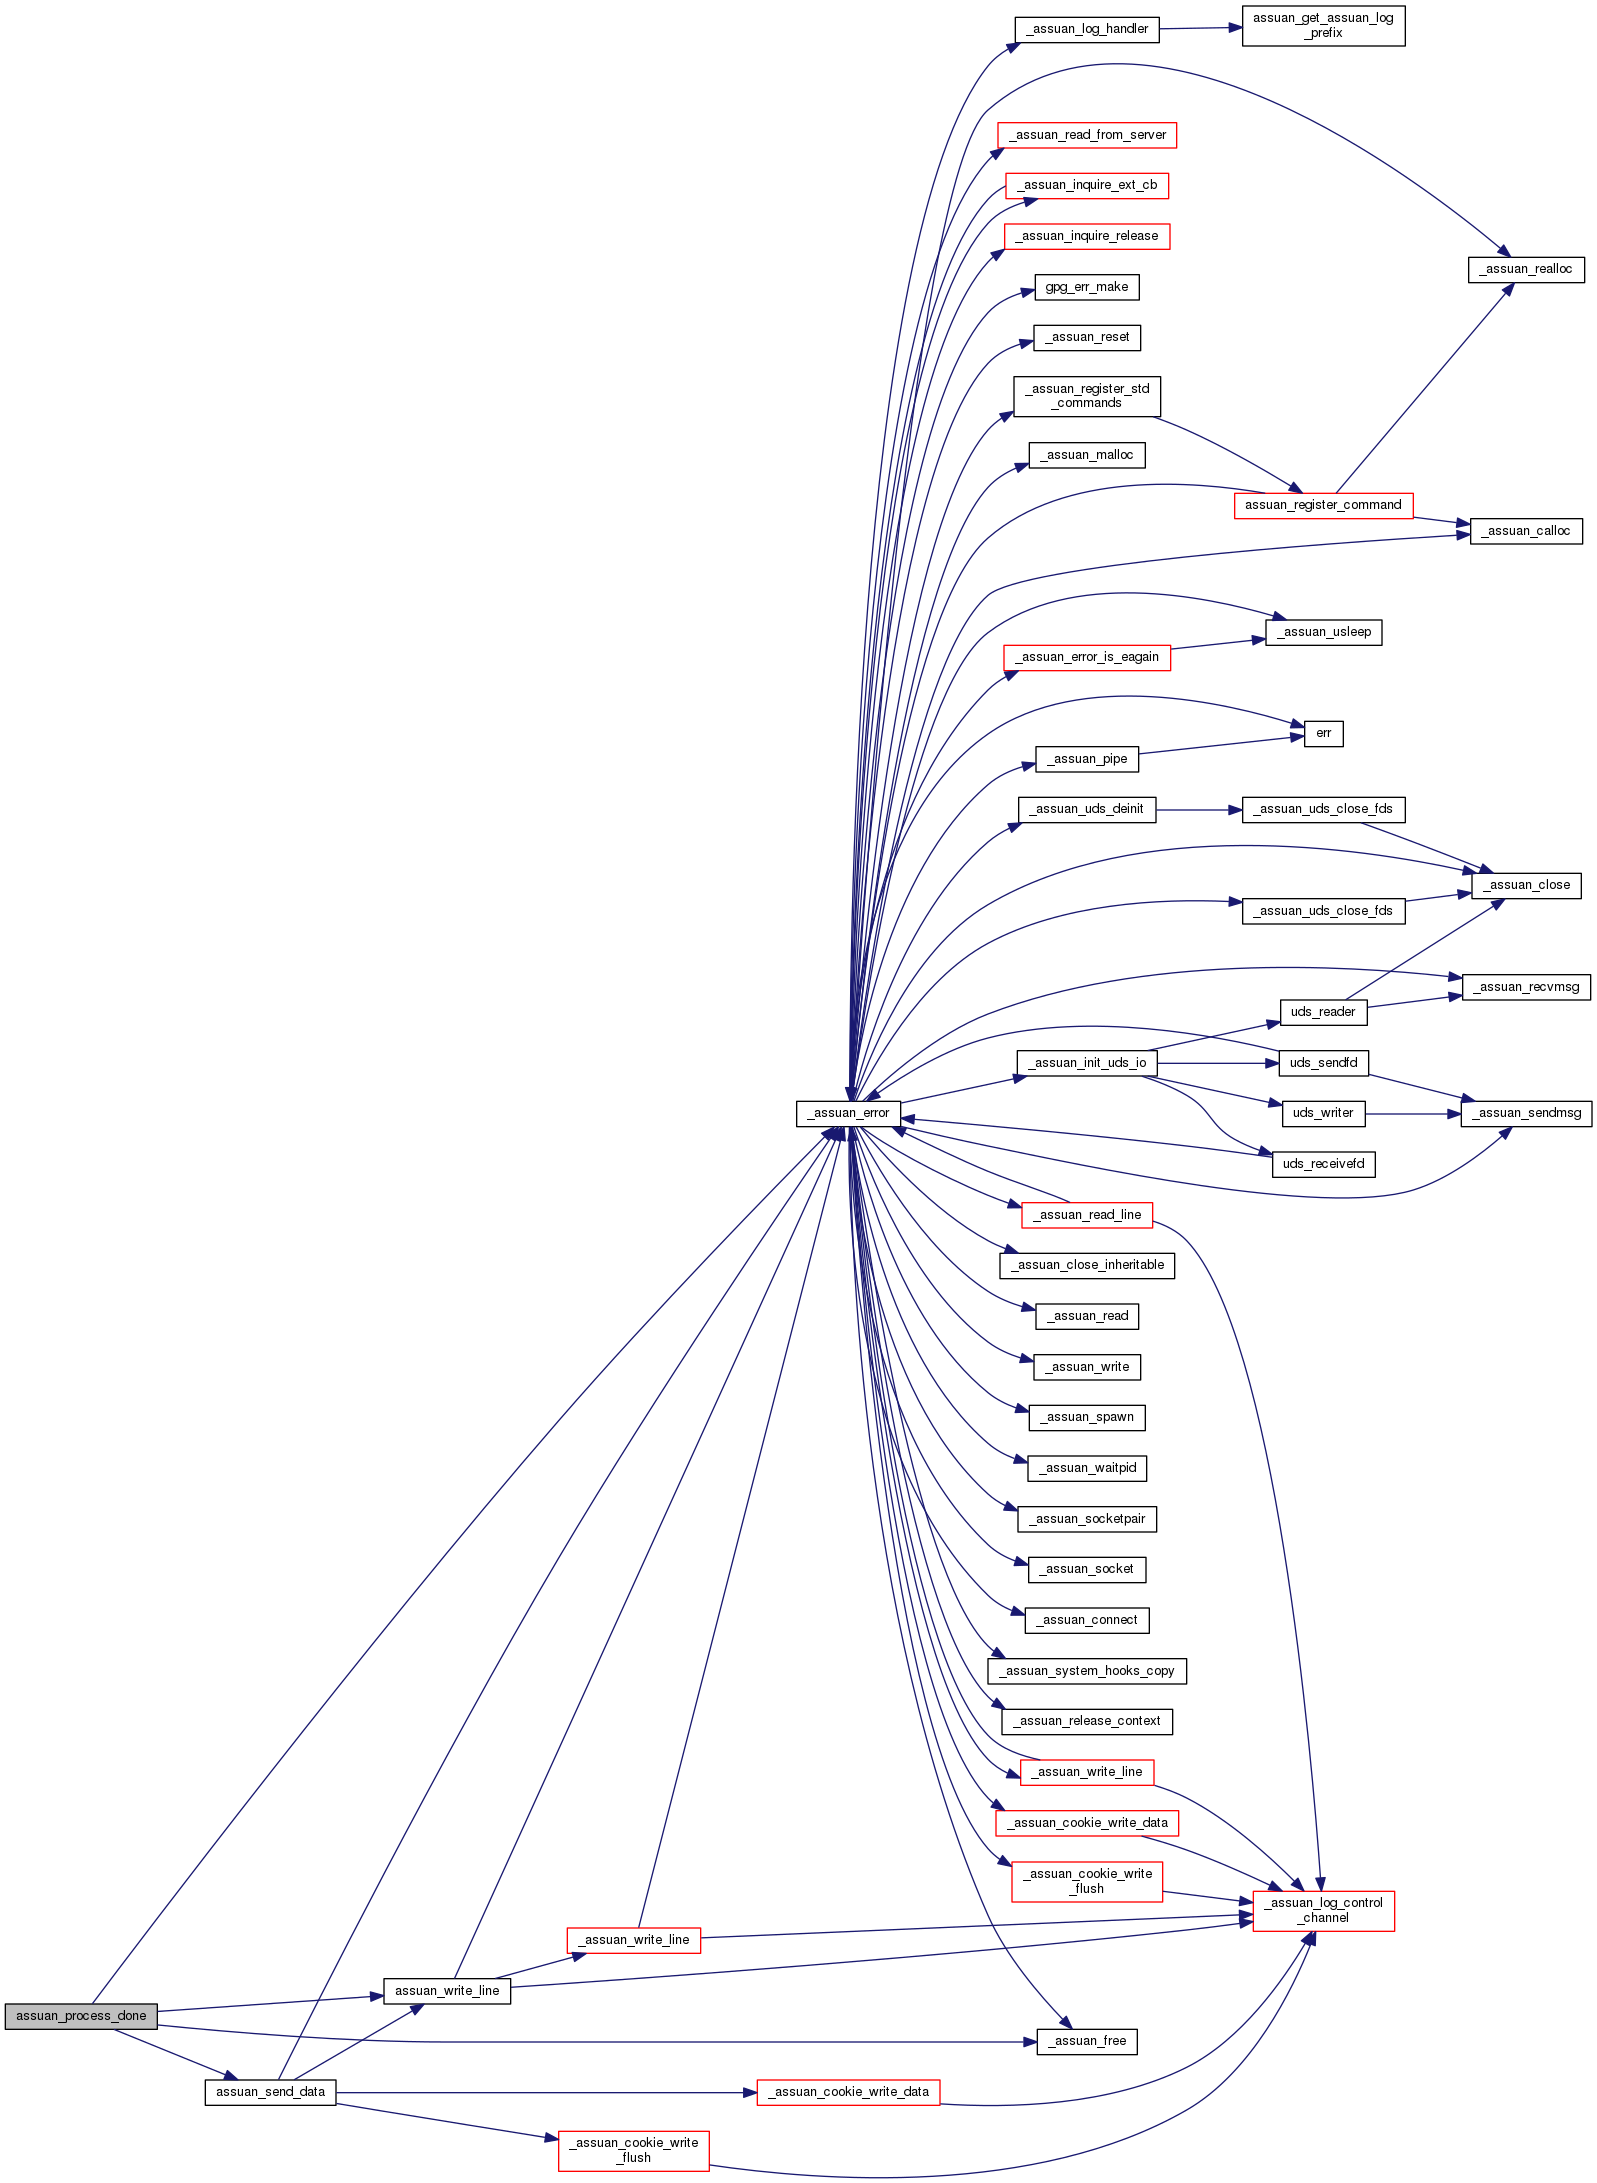 _assuan_log_handler
assuan_get_assuan_log
_prefix
_assuan_read_from_server
_assuan_inquire_ext_cb
_assuan_inquire_release
_assuan_realloc
gpg_err_make
_assuan_reset
_assuan_register_std
_commands
_assuan_malloc
assuan_register_command
_assuan_calloc
_assuan_usleep
_assuan_error_is_eagain
err
_assuan_pipe
_assuan_uds_deinit
_assuan_uds_close_fds
_assuan_close
_assuan_uds_close_fds
_assuan_recvmsg
uds_reader
_assuan_init_uds_io
uds_sendfd
_assuan_error
uds_writer
_assuan_sendmsg
uds_receivefd
_assuan_read_line
_assuan_close_inheritable
_assuan_read
_assuan_write
_assuan_spawn
_assuan_waitpid
_assuan_socketpair
_assuan_socket
_assuan_connect
_assuan_system_hooks_copy
_assuan_release_context
_assuan_write_line
_assuan_cookie_write_data
_assuan_cookie_write
_flush
_assuan_log_control
_channel
_assuan_write_line
assuan_write_line
assuan_process_done
_assuan_free
assuan_send_data
_assuan_cookie_write_data
_assuan_cookie_write
_flush